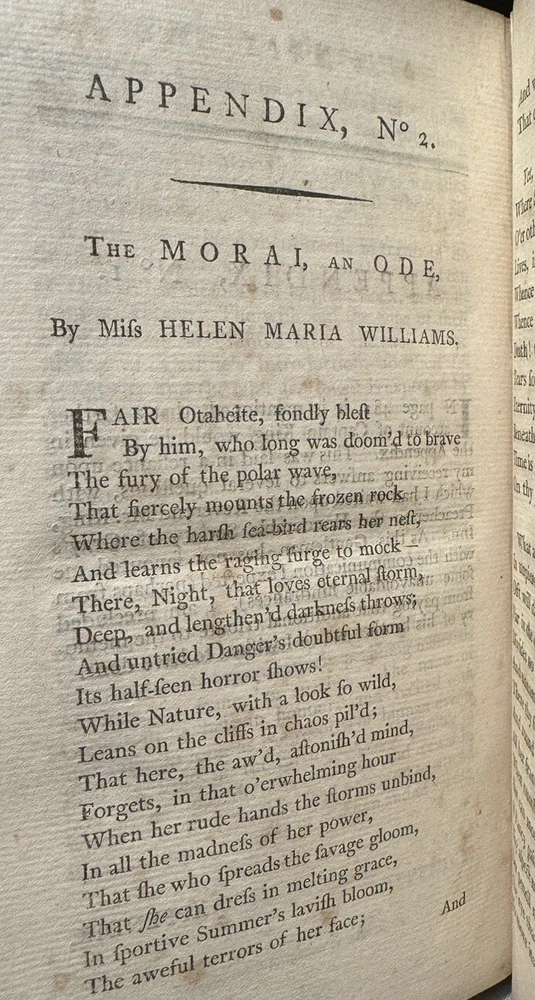 APPENDIX, Nº 2.
THE MORAI, AN ODE,
By Miſs HELEN MARIA WILLIAMS.
FAIR Otaheite, fondly bleſt
By him, who long was doom'd to brave
The fury of the polar wave,
That fiercely mounts the frozen rock
Where the harſh ſea-bird rears her neſt,
And learns the raging ſurge to mock—
There, Night, that loves eternal ſtorm,
Deep, and lengthen'd darkneſs throws;
And untried Danger's doubtful form
Its half-ſeen horror ſhows!
While Nature, with a look ſo wild,
Leans on the cliffs in chaos pil'd;
That here, the aw'd, aſtoniſh'd mind,
Forgets, in that o'erwhelming hour
When her rude hands the ſtorms unbind,
In all the madneſs of her power,
That ſhe who ſpreads the ſavage gloom,
That ſhe can dreſs in melting grace,
In ſportive Summer's laviſh bloom,
The aweful terrors of her face;
And